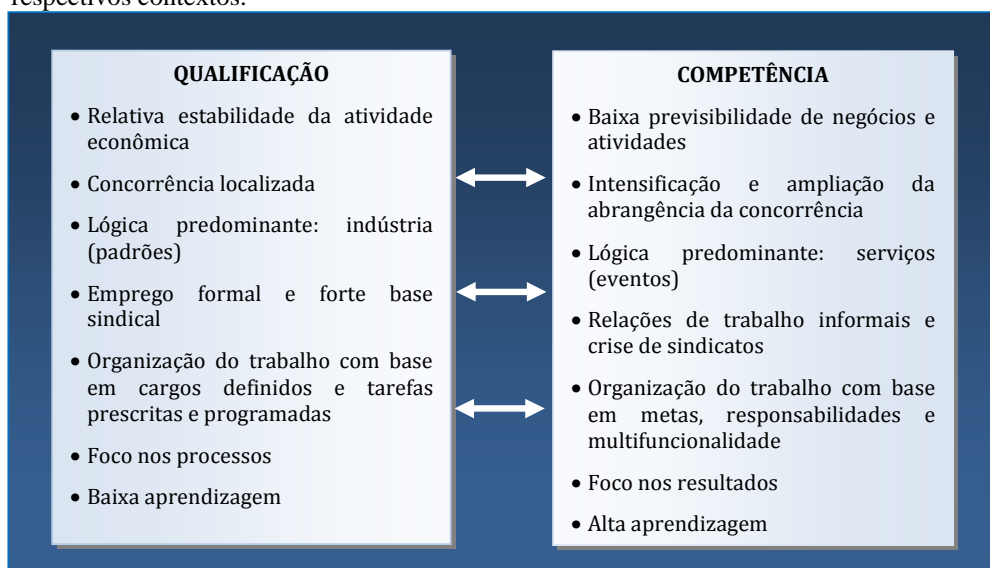 respectivos contextos.
QUALIFICAÇÃO
• Relativa estabilidade da atividade
econômica
• Concorrência localizada
• Lógica predominante: indústria
(padrões)
• Emprego formal e forte base
sindical
• Organização do trabalho com base
em cargos definidos e tarefas
prescritas e programadas
• Foco nos processos
• Baixa aprendizagem
COMPETÊNCIA
• Baixa previsibilidade de negócios e
atividades
• Intensificação e ampliação da
abrangência da concorrência
• Lógica predominante: serviços
(eventos)
• Relações de trabalho informais e
crise de sindicatos
• Organização do trabalho com base
em metas, responsabilidades e
multifuncionalidade
• Foco nos resultados
• Alta aprendizagem